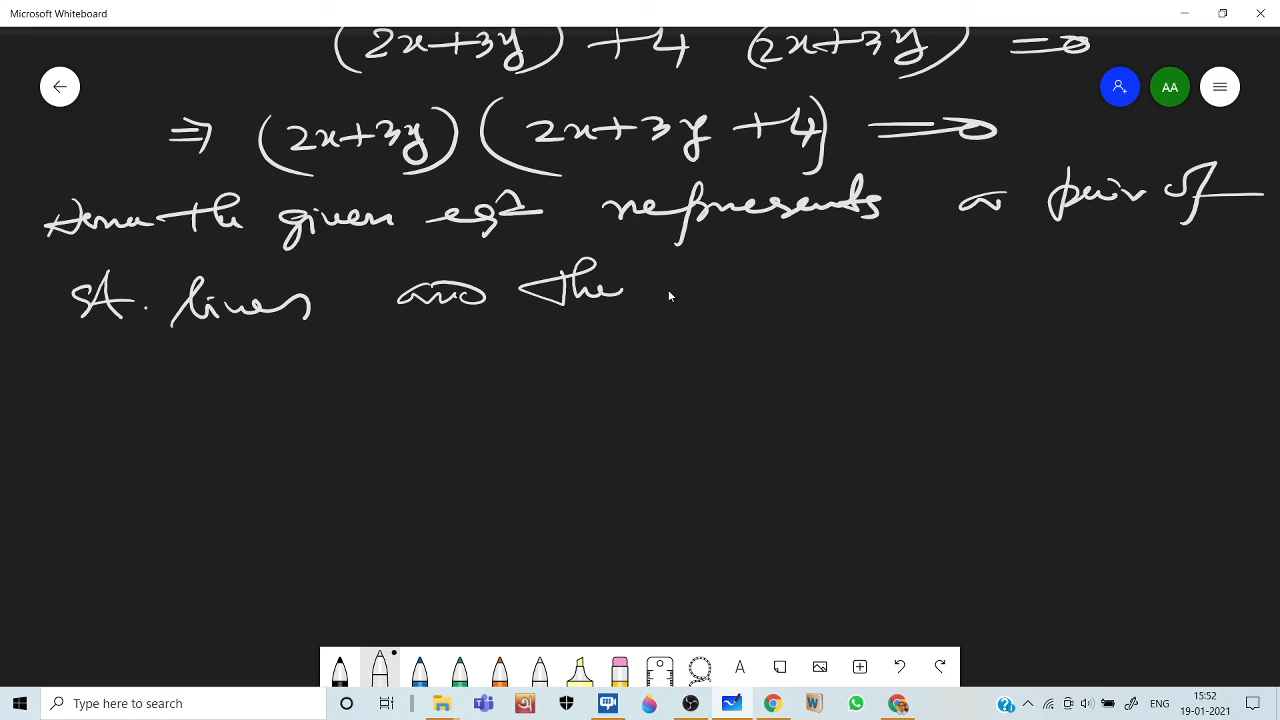 Microsoft Whiteboard
(2x+3y) +4 (2x+3y) =0
⇒ (2x+3y) (2x+3y+4) =0
Hence the given eqn represents a pair of
st. lines and the
AA
A
Type here to search
ENG
15:52
19-01-2021